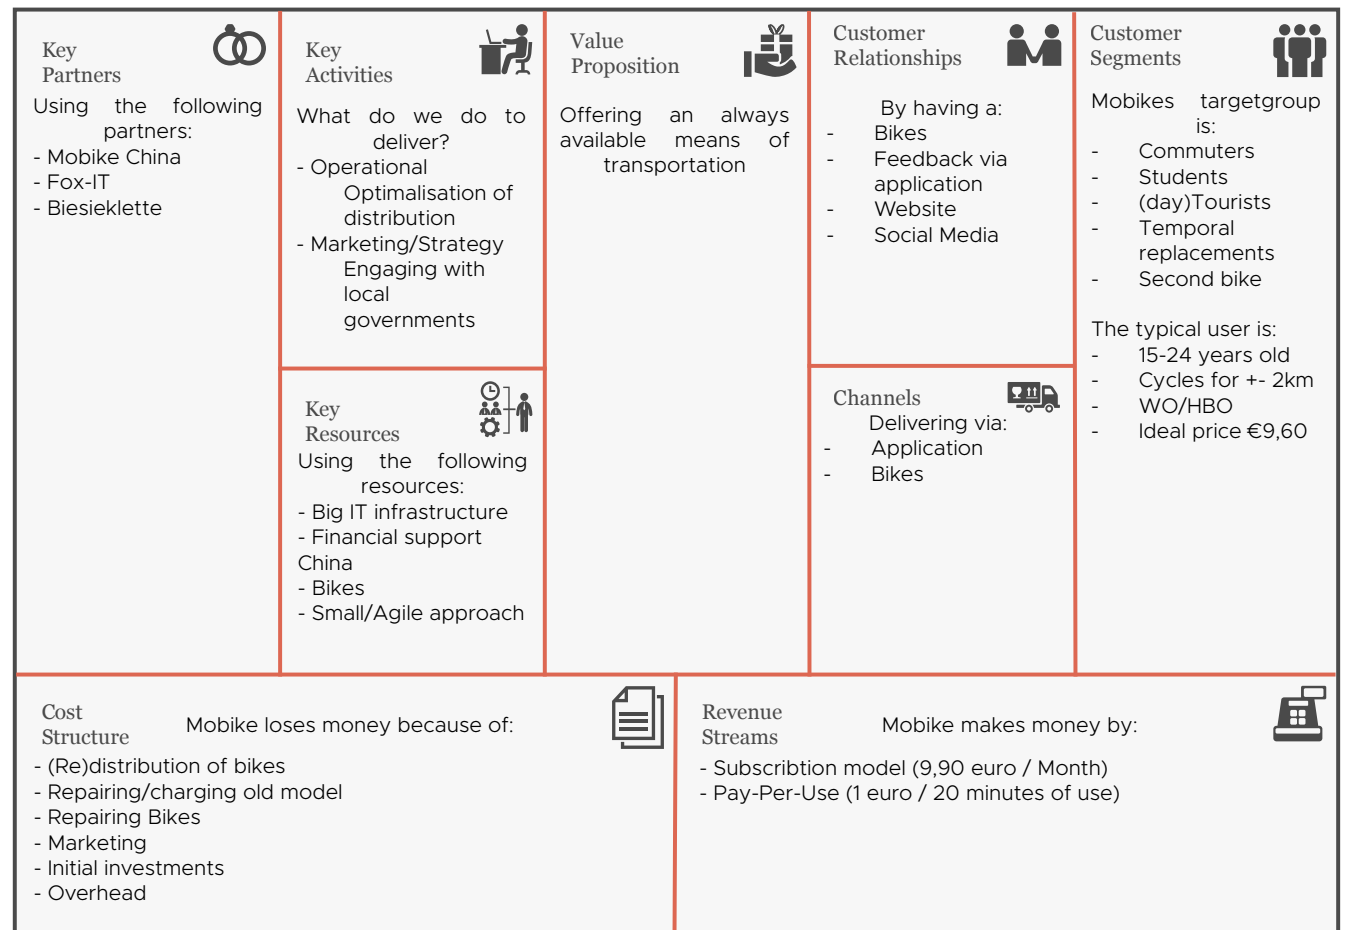 Key
Partners
Using the following
partners:
- Mobike China
- Fox-IT
- Biesieklette
Key
Activities
What do we do to
deliver?
- Operational
Optimalisation of
distribution
- Marketing/Strategy
Engaging with
local
governments
Key
Resources
Using the following
resources:
- Big IT infrastructure
- Financial support
China
- Bikes
- Small/Agile approach
Value
Proposition
Offering an always
available means of
transportation
Customer
Relationships
By having a:
- Bikes
- Feedback via
application
- Website
- Social Media
Channels
Delivering via:
- Application
- Bikes
Customer
Segments
Mobikes targetgroup
is:
- Commuters
- Students
- (day)Tourists
- Temporal
replacements
- Second bike
The typical user is:
- 15-24 years old
- Cycles for +- 2km
- WO/HBO
- Ideal price €9,60
Cost
Structure
Mobike loses money because of:
- (Re)distribution of bikes
- Repairing/charging old model
- Repairing Bikes
- Marketing
- Initial investments
- Overhead
Revenue
Streams
Mobike makes money by:
- Subscribtion model (9,90 euro / Month)
- Pay-Per-Use (1 euro / 20 minutes of use)